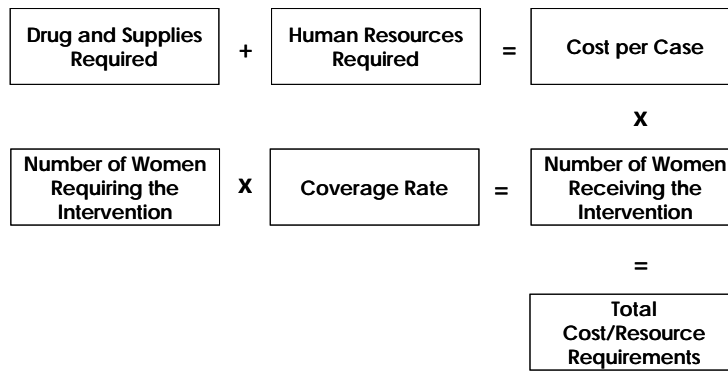 Drug and Supplies
Required
+
Human Resources
Required
=
Cost per Case
X
Number of Women
Requiring the
Intervention
X
Coverage Rate
=
Number of Women
Receiving the
Intervention
=
Total
Cost/Resource
Requirements